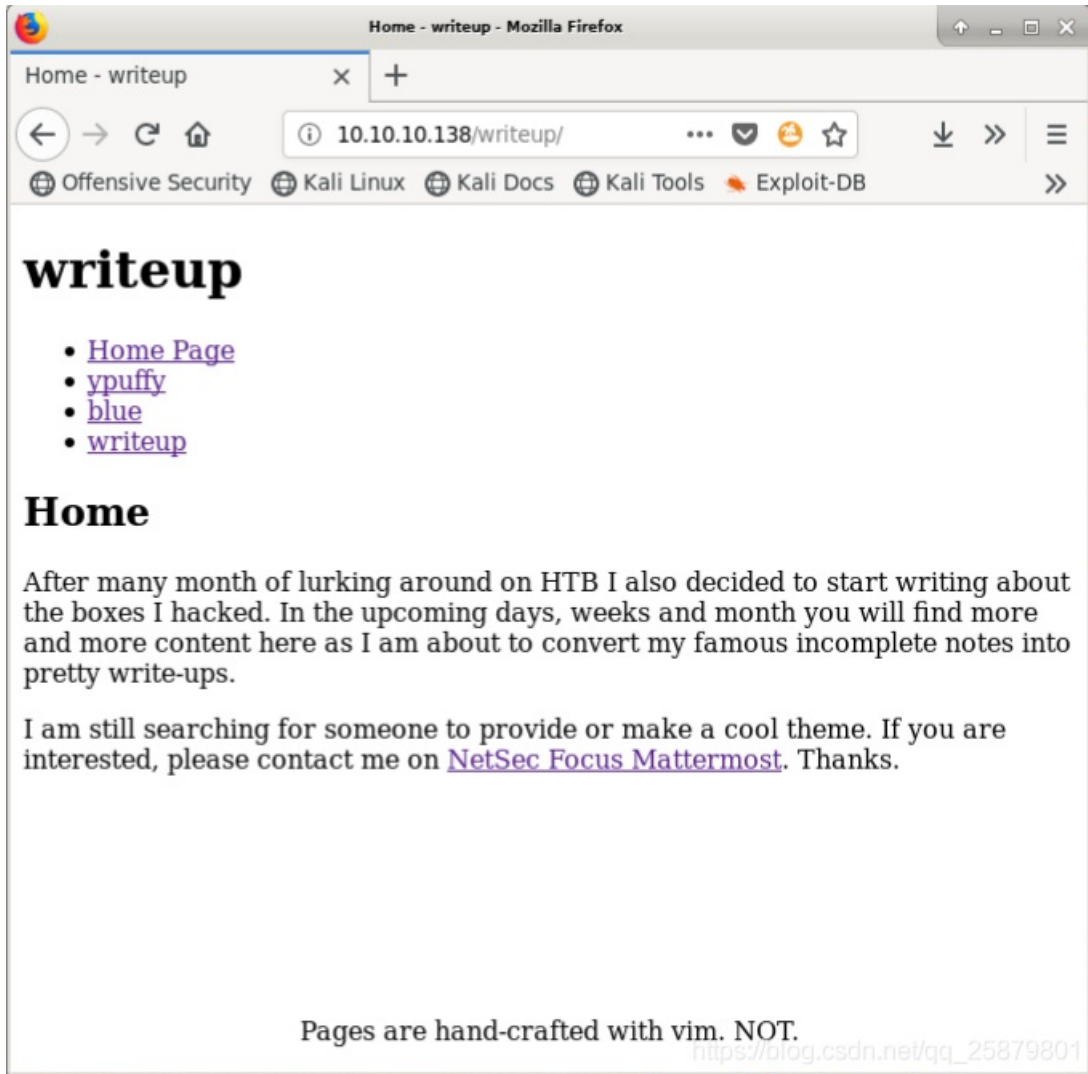 Home - writeup - Mozilla Firefox
Home - writeup
10.10.10.138/writeup/
Offensive Security Kali Linux Kali Docs Kali Tools Exploit-DB
writeup
Home Page
ypuffy
blue
writeup
Home
After many month of lurking around on HTB I also decided to start writing about
the boxes I hacked. In the upcoming days, weeks and month you will find more
and more content here as I am about to convert my famous incomplete notes into
pretty write-ups.
I am still searching for someone to provide or make a cool theme. If you are
interested, please contact me on NetSec Focus Mattermost. Thanks.
Pages are hand-crafted with vim. NOT.
https://blog.csdn.net/qq_25879801